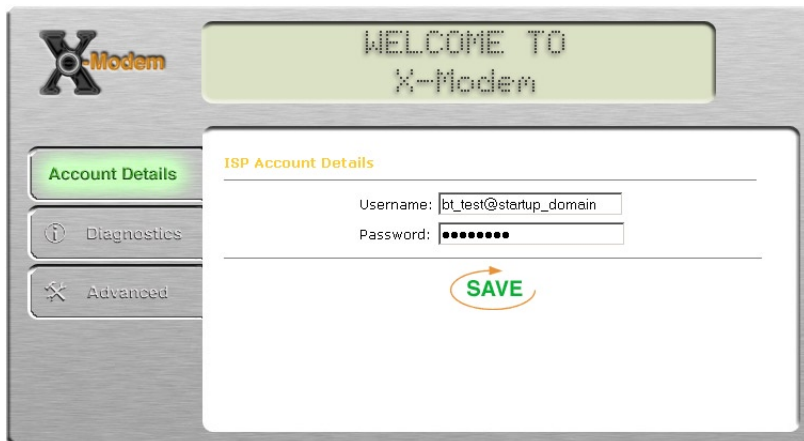 X-Modem
WELCOME TO
X-Modem
Account Details
Diagnostics
Advanced
ISP Account Details
Username: bt_test@startup_domain
Password: ●●●●●●●●
SAVE